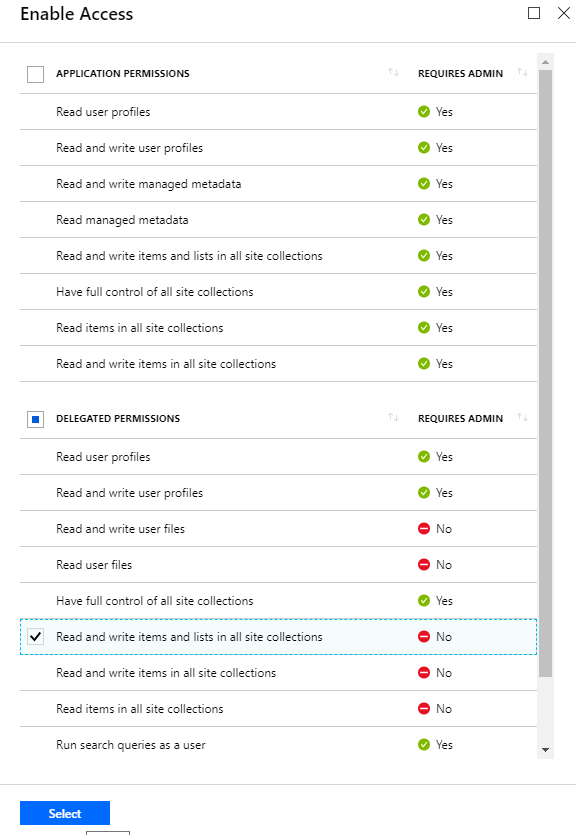 Enable Access
APPLICATION PERMISSIONS REQUIRES ADMIN
Read user profiles Yes
Read and write user profiles Yes
Read and write managed metadata Yes
Read managed metadata Yes
Read and write items and lists in all site collections Yes
Have full control of all site collections Yes
Read items in all site collections Yes
Read and write items in all site collections Yes
DELEGATED PERMISSIONS REQUIRES ADMIN
Read user profiles Yes
Read and write user profiles Yes
Read and write user files No
Read user files No
Have full control of all site collections Yes
Read and write items and lists in all site collections No
Read and write items in all site collections No
Read items in all site collections No
Run search queries as a user Yes
Select